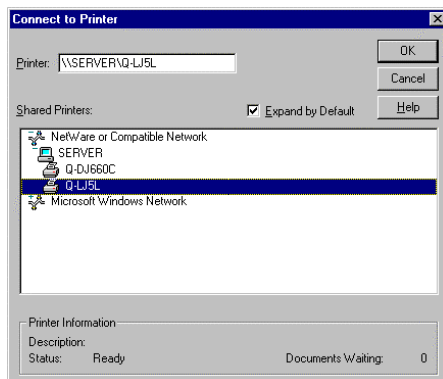 Connect to Printer
Printer: \\SERVER\Q-LJ5L
OK
Cancel
Shared Printers:
Expand by Default
Help
NetWare or Compatible Network
SERVER
Q-DJ660C
Q-LJ5L
Microsoft Windows Network
Printer Information
Description:
Status: Ready Documents Waiting: 0